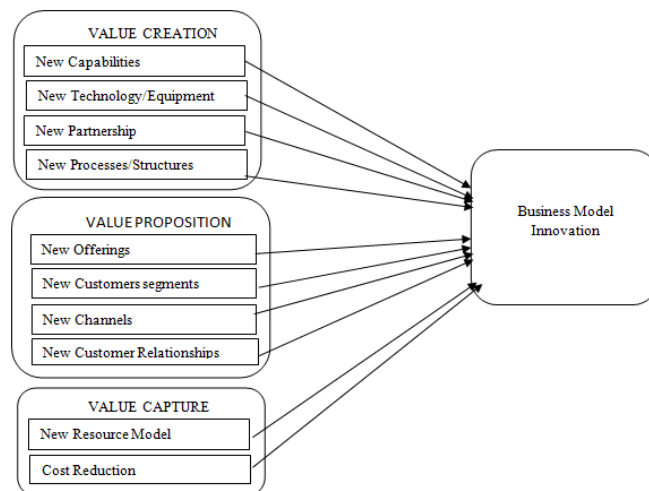 VALUE CREATION
New Capabilities
New Technology/Equipment
New Partnership
New Processes/Structures
VALUE PROPOSITION
New Offerings
New Customers segments
New Channels
New Customer Relationships
VALUE CAPTURE
New Resource Model
Cost Reduction
Business Model
Innovation